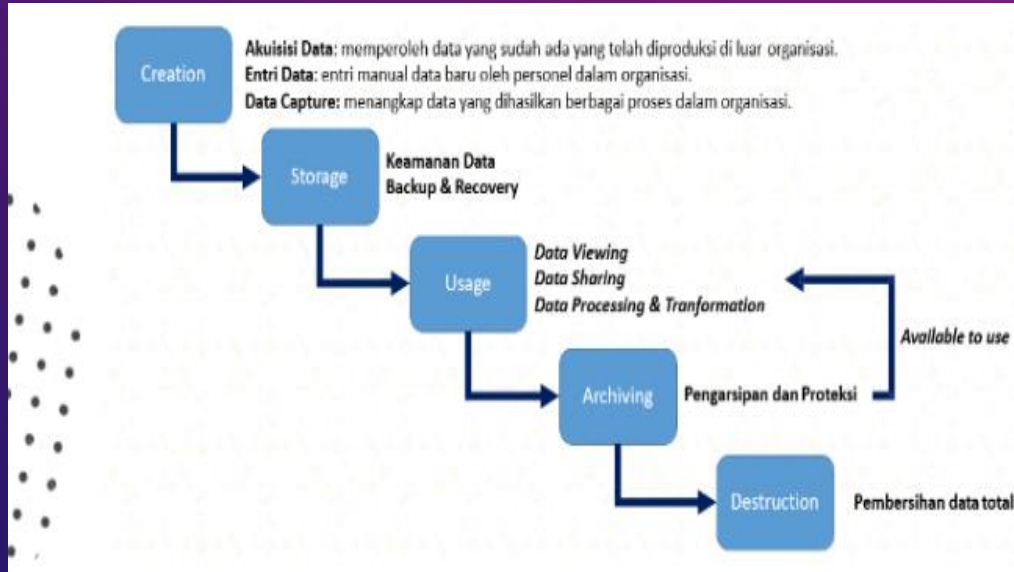 Creation
Akuisisi Data: memperoleh data yang sudah ada yang telah diproduksi di luar organisasi.
Entri Data: entri manual data baru oleh personel dalam organisasi.
Data Capture: menangkap data yang dihasilkan berbagai proses dalam organisasi.
Storage
Keamanan Data
Backup & Recovery
Usage
Data Viewing
Data Sharing
Data Processing & Tranformation
Available to use
Archiving
Pengarsipan dan Proteksi
Destruction
Pembersihan data total